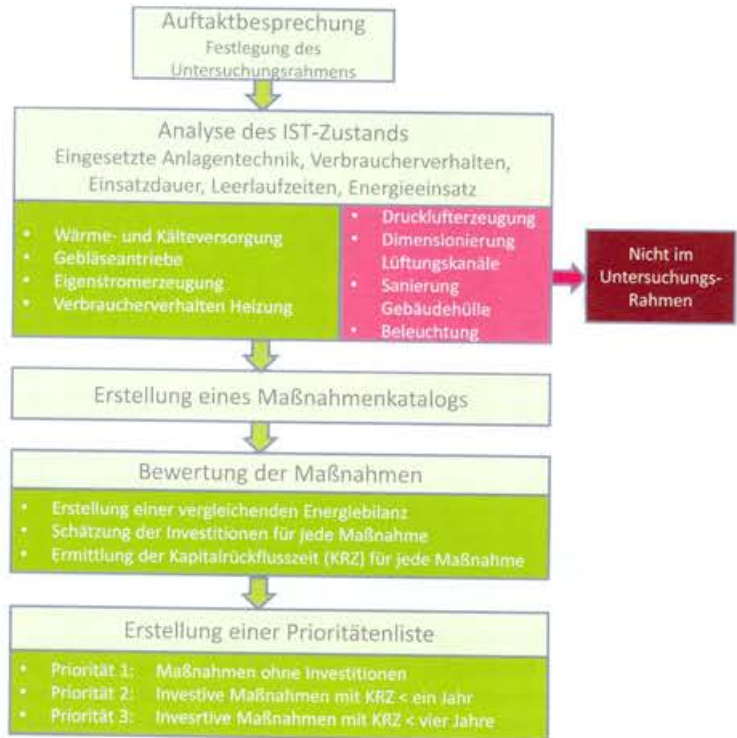 Auftaktbesprechung
Festlegung des
Untersuchungsrahmens
Analyse des IST-Zustands
Eingesetzte Anlagentechnik, Verbraucherverhalten,
Einsatzdauer, Leerlaufzeiten, Energieeinsatz
• Wärme- und Kälteversorgung
• Gebläseantriebe
• Eigenstromerzeugung
• Verbraucherverhalten Heizung
• Drucklufterzeugung
• Dimensionierung
Lüftungskanäle
• Sanierung
Gebäudehülle
• Beleuchtung
Nicht im
Untersuchungs-
Rahmen
Erstellung eines Maßnahmenkatalogs
Bewertung der Maßnahmen
• Erstellung einer vergleichenden Energiebilanz
• Schätzung der Investitionen für jede Maßnahme
• Ermittlung der Kapitalrückflusszeit (KRZ) für jede Maßnahme
Erstellung einer Prioritätenliste
• Priorität 1: Maßnahmen ohne Investitionen
• Priorität 2: Investive Maßnahmen mit KRZ < ein Jahr
• Priorität 3: Invesrtive Maßnahmen mit KRZ < vier Jahre